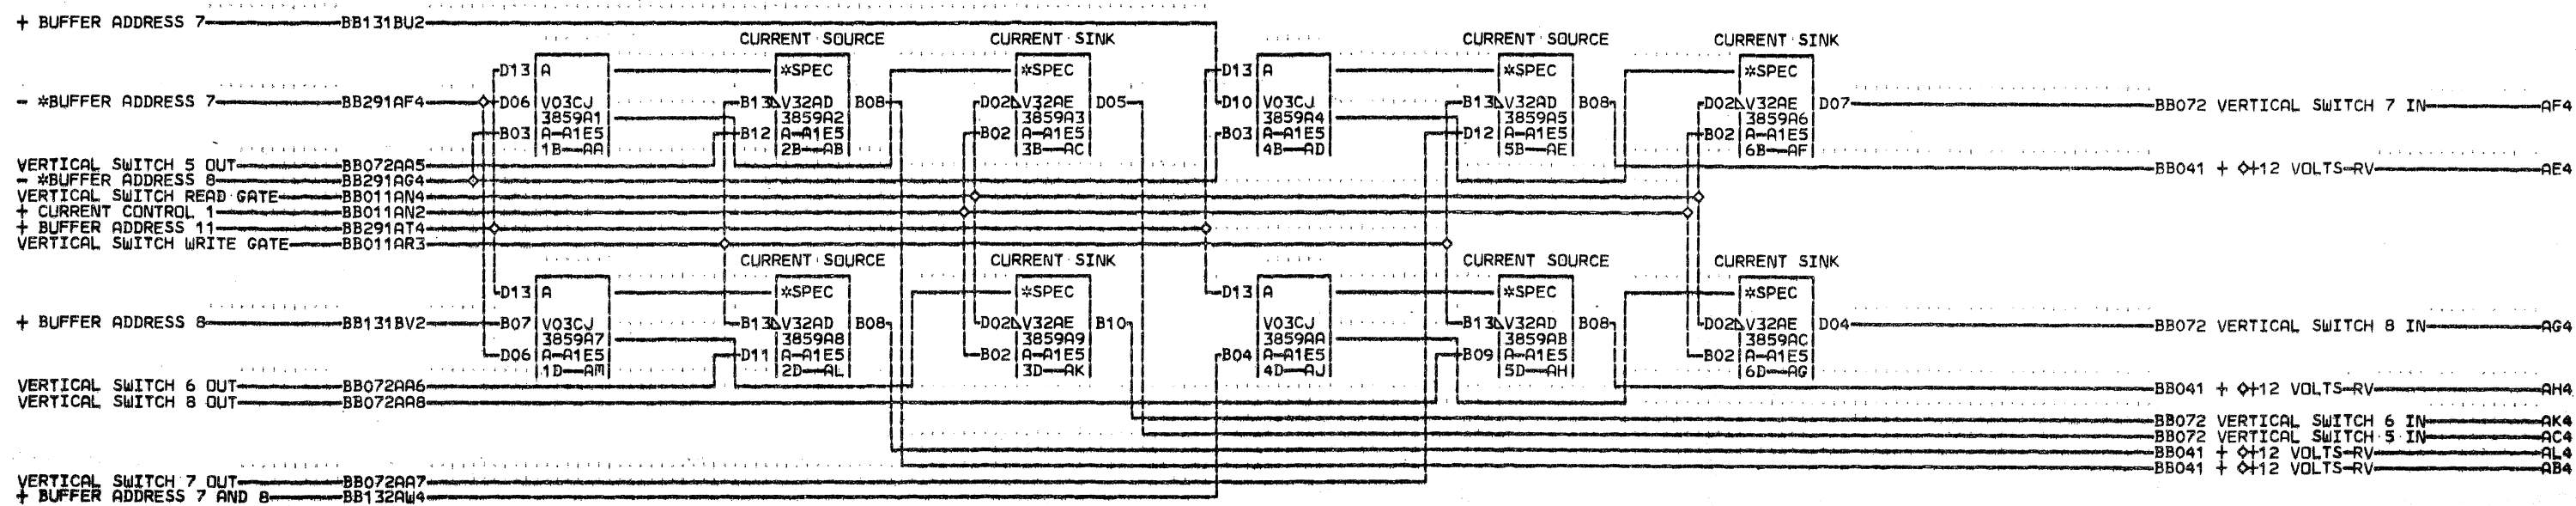 + BUFFER ADDRESS 7 BB131BU2
CURRENT SOURCE CURRENT SINK CURRENT SOURCE CURRENT SINK
D13 A *SPEC *SPEC D13 A *SPEC *SPEC
- *BUFFER ADDRESS 7 BB291AF4 D06 V03CJ B13 V32AD B08 D02 V32AE D05 D10 V03CJ B13 V32AD B08 D02 V32AE D07 BB072 VERTICAL SWITCH 7 IN AF4
3859A1 3859A2 3859A3 3859A4 3859A5 3859A6
B03 A-A1E5 B12 A-A1E5 B02 A-A1E5 B03 A-A1E5 D12 A-A1E5 B02 A-A1E5
1B-AA 2B-AB 3B-AC 4B-AD 5B-AE 6B-AF
VERTICAL SWITCH 5 OUT BB072AA5 BB041 + +12 VOLTS-RV AE4
- *BUFFER ADDRESS 8 BB291AG4
VERTICAL SWITCH READ GATE BB011AN4
+ CURRENT CONTROL 1 BB011AN2
+ BUFFER ADDRESS 11 BB291AT4
VERTICAL SWITCH WRITE GATE BB011AR3
CURRENT SOURCE CURRENT SINK CURRENT SOURCE CURRENT SINK
D13 A *SPEC *SPEC D13 A *SPEC *SPEC
+ BUFFER ADDRESS 8 BB131BV2 B07 V03CJ B13 V32AD B08 D02 V32AE B10 V03CJ B13 V32AD B08 D02 V32AE D04 BB072 VERTICAL SWITCH 8 IN AG4
3859A7 3859A8 3859A9 3859AA 3859AB 3859AC
D06 A-A1E5 D11 A-A1E5 B02 A-A1E5 B04 A-A1E5 B09 A-A1E5 B02 A-A1E5
1D-AM 2D-AL 3D-AK 4D-AJ 5D-AH 6D-AG
VERTICAL SWITCH 6 OUT BB072AA6 BB041 + +12 VOLTS-RV AH4
VERTICAL SWITCH 8 OUT BB072AA8
BB072 VERTICAL SWITCH 6 IN AK4
BB072 VERTICAL SWITCH 5 IN AC4
BB041 + +12 VOLTS-RV AL4
BB041 + +12 VOLTS-RV AB4
VERTICAL SWITCH 7 OUT BB072AA7
+ BUFFER ADDRESS 7 AND 8 BB132AW4